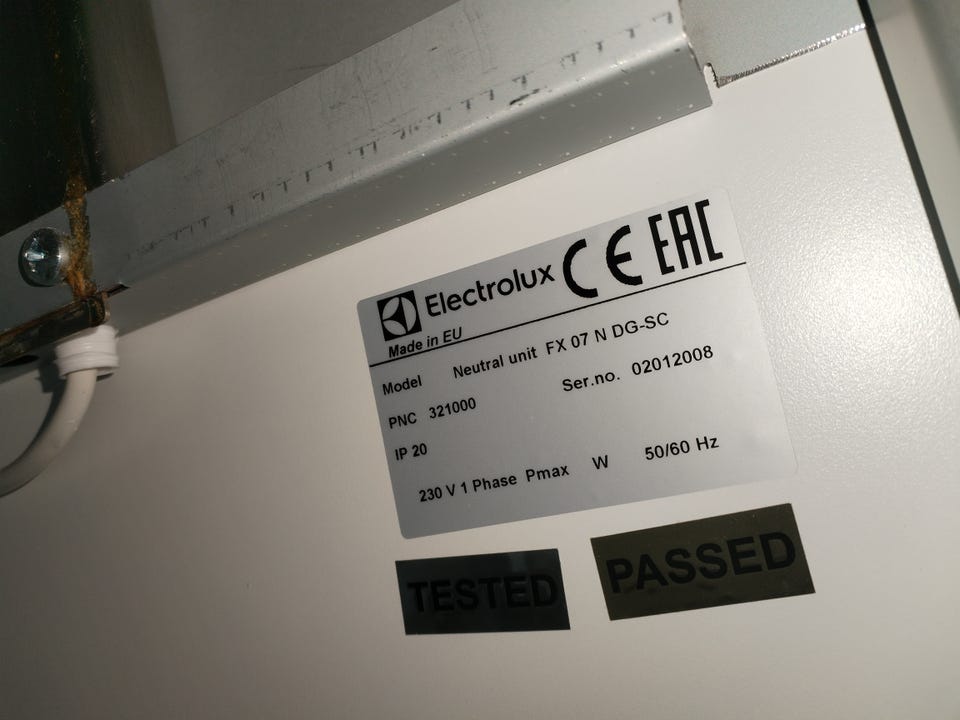 Electrolux CE EAC
Made in EU
Model Neutral unit FX 07 N DG-SC
PNC 321000 Ser.no. 02012008
IP 20
230 V 1 Phase Pmax W 50/60 Hz
TESTED PASSED